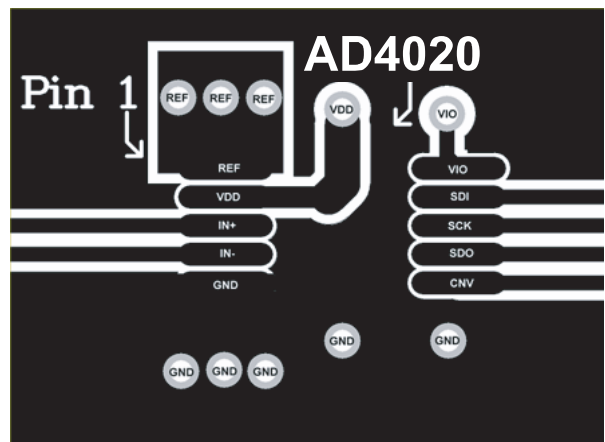 AD4020
Pin 1
REF REF REF
VDD
VIO
REF
VDD
IN+
IN-
GND
VIO
SDI
SCK
SDO
CNV
GND
GND
GND GND GND